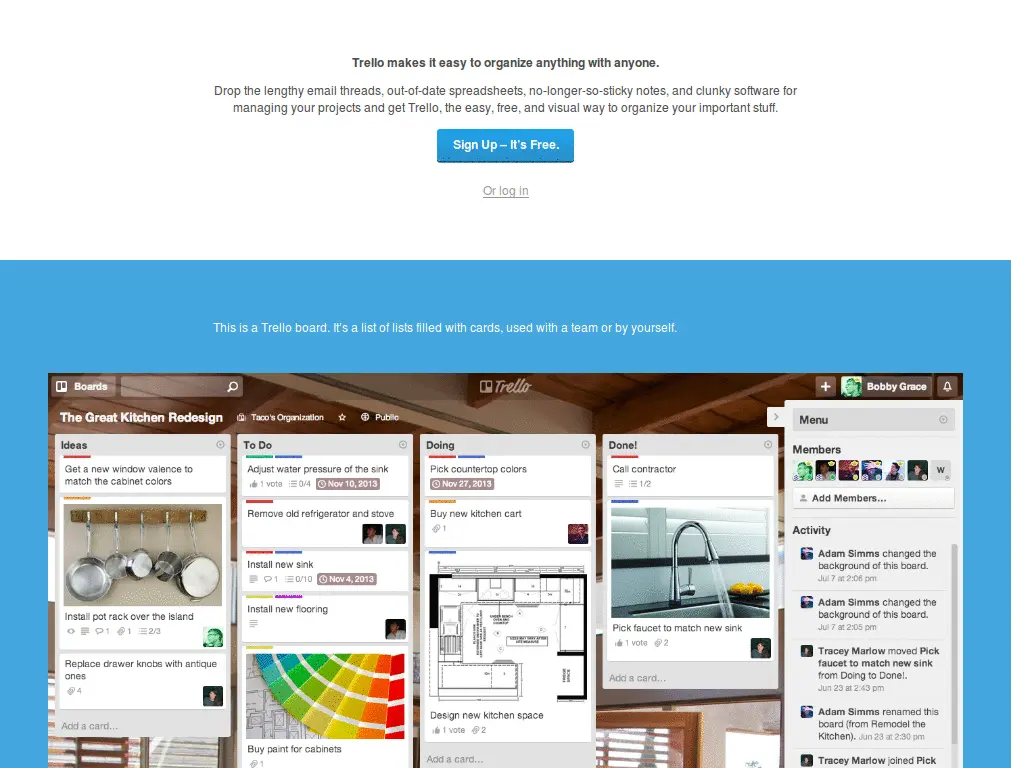 Trello makes it easy to organize anything with anyone.
Drop the lengthy email threads, out-of-date spreadsheets, no-longer-so-sticky notes, and clunky software for
managing your projects and get Trello, the easy, free, and visual way to organize your important stuff.
Sign Up – It's Free.
Or log in
This is a Trello board. It's a list of lists filled with cards, used with a team or by yourself.
Boards
Trello
Bobby Grace
The Great Kitchen Redesign
Taco's Organization
Public
Ideas
Get a new window valence to
match the cabinet colors
Install pot rack over the island
1
1
2/3
Replace drawer knobs with antique
ones
4
Add a card...
To Do
Adjust water pressure of the sink
1 vote
0/4
Nov 10, 2013
Remove old refrigerator and stove
Install new sink
1
0/10
Nov 4, 2013
Install new flooring
Buy paint for cabinets
1
Doing
Pick countertop colors
Nov 27, 2013
Buy new kitchen cart
1
Design new kitchen space
1 vote
2
Add a card...
Done!
Call contractor
1/2
Pick faucet to match new sink
1 vote
2
Add a card...
Menu
Members
W
Add Members...
Activity
Adam Simms changed the
background of this board.
Jul 7 at 2:06 pm
Adam Simms changed the
background of this board.
Jul 7 at 2:05 pm
Tracey Marlow moved Pick
faucet to match new sink
from Doing to Done!.
Jun 23 at 2:43 pm
Adam Simms renamed this
board (from Remodel the
Kitchen). Jun 23 at 2:30 pm
Tracey Marlow joined Pick